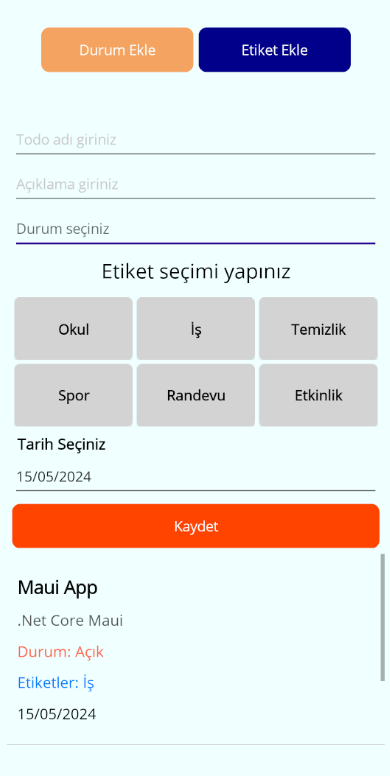 Durum Ekle Etiket Ekle
Todo adı giriniz
Açıklama giriniz
Durum seçiniz
Etiket seçimi yapınız
Okul İş Temizlik
Spor Randevu Etkinlik
Tarih Seçiniz
15/05/2024
Kaydet
Maui App
.Net Core Maui
Durum: Açık
Etiketler: İş
15/05/2024